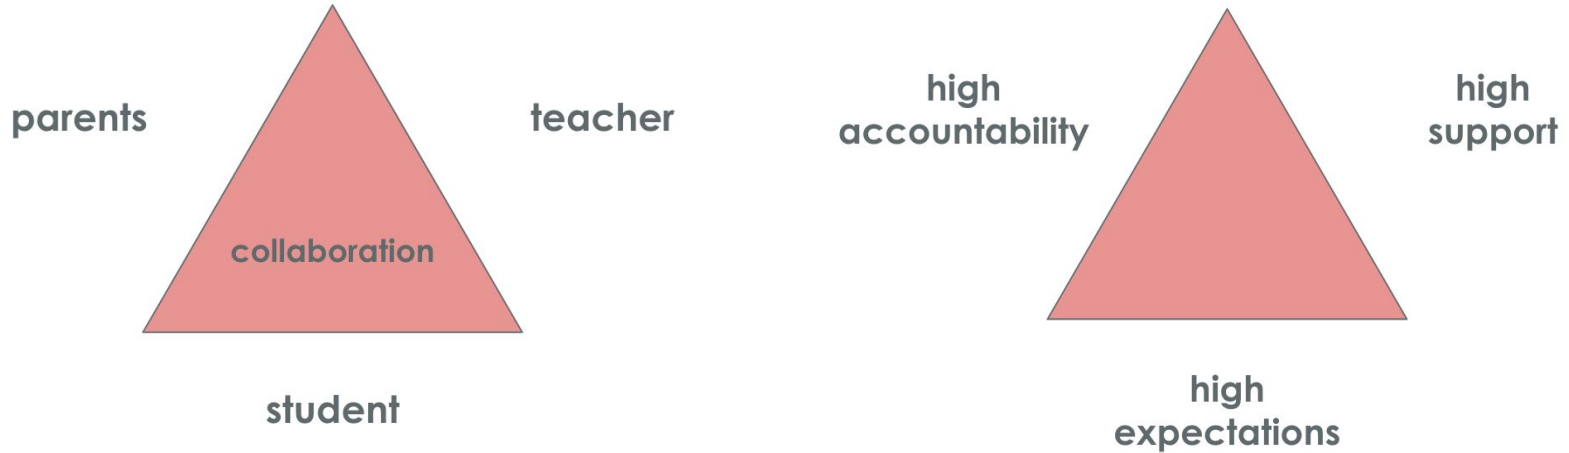 parents
teacher
collaboration
student
high
accountability
high
support
high
expectations